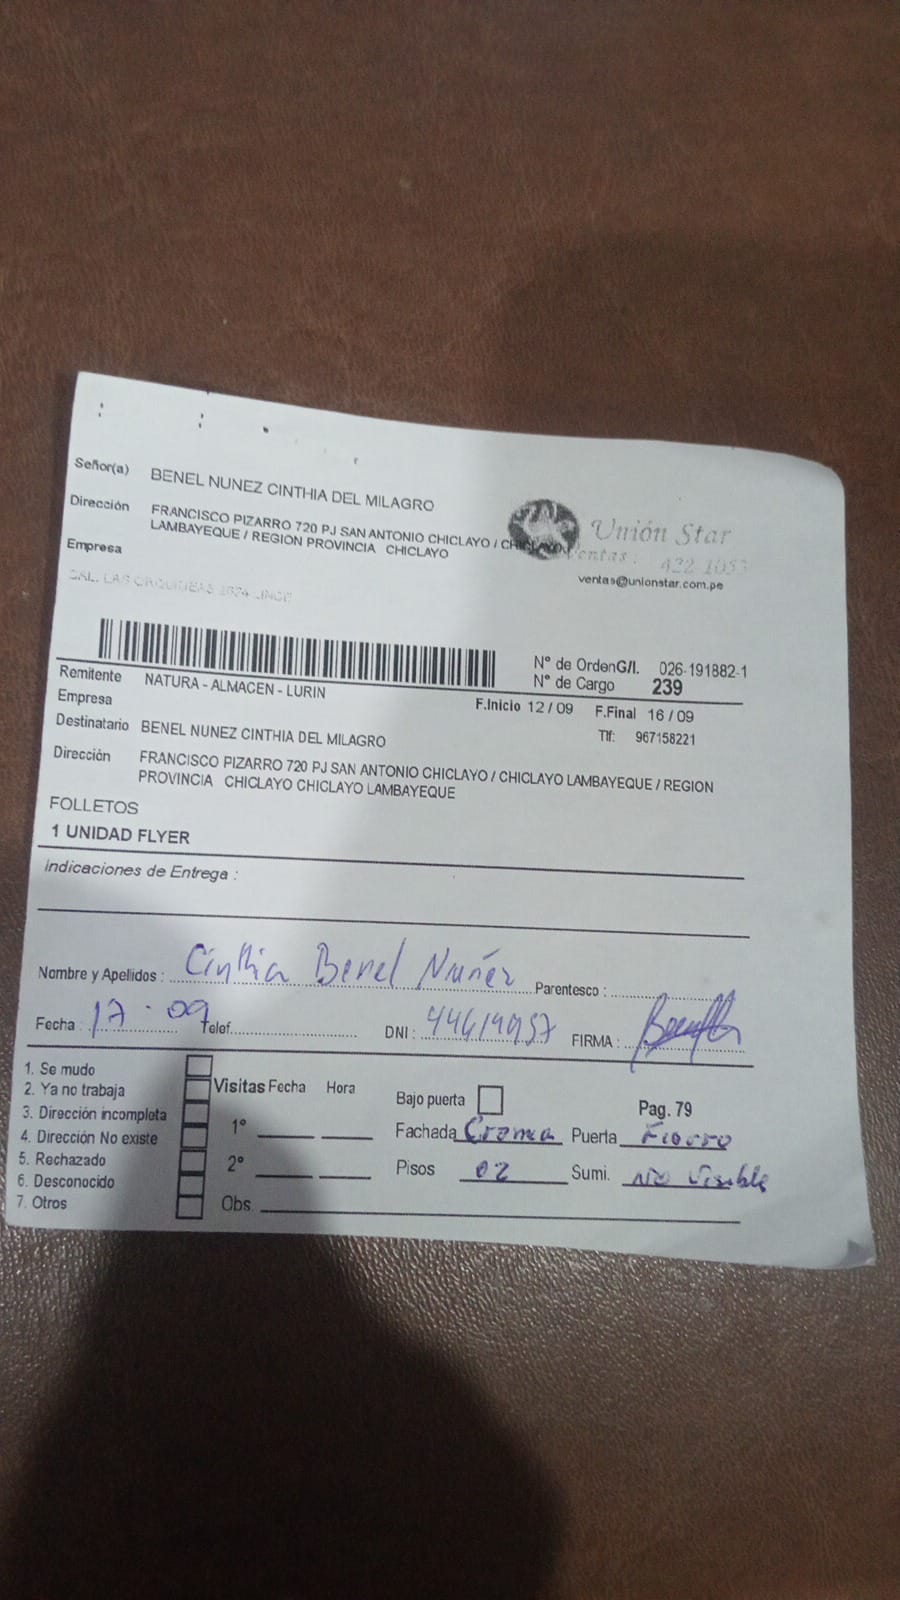 Señor(a) BENEL NUNEZ CINTHIA DEL MILAGRO
Dirección FRANCISCO PIZARRO 720 PJ SAN ANTONIO CHICLAYO / CHICLAYO
LAMBAYEQUE / REGION PROVINCIA CHICLAYO
Empresa
Unión Star
Ventas: 422 1053
ventas@unionstar.com.pe
N° de OrdenG/I. 026-191882-1
N° de Cargo 239
Remitente NATURA - ALMACEN - LURIN
Empresa
F.Inicio 12 / 09 F.Final 16 / 09
Destinatario BENEL NUNEZ CINTHIA DEL MILAGRO
Tlf: 967158221
Dirección FRANCISCO PIZARRO 720 PJ SAN ANTONIO CHICLAYO / CHICLAYO LAMBAYEQUE / REGION
PROVINCIA CHICLAYO CHICLAYO LAMBAYEQUE
FOLLETOS
1 UNIDAD FLYER
Indicaciones de Entrega :
Nombre y Apellidos : Cinthia Benel Nuñez Parentesco :
Fecha : 17 - 09 Telef. DNI : FIRMA :
1. Se mudo
2. Ya no trabaja
3. Dirección incompleta
4. Dirección No existe
5. Rechazado
6. Desconocido
7. Otros
Visitas Fecha Hora
1°
2°
Obs.
Bajo puerta Pag. 79
Fachada Crema Puerta Fierro
Pisos 02 Sumi. No Visible